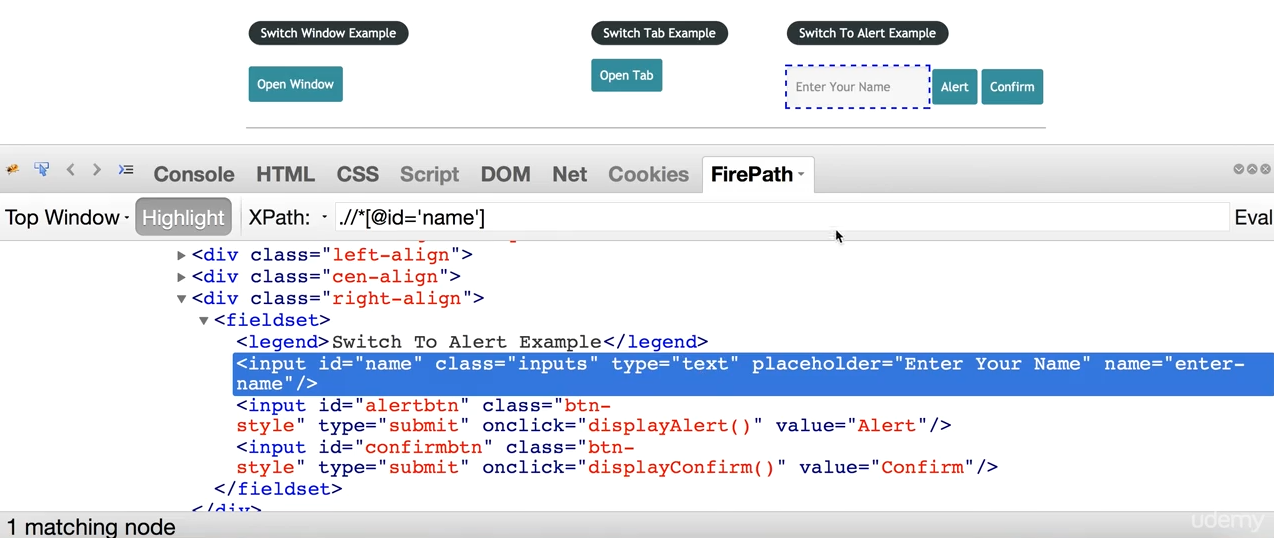 Switch Window Example
Switch Tab Example
Switch To Alert Example
Open Window
Open Tab
Enter Your Name
Alert
Confirm
Console HTML CSS Script DOM Net Cookies FirePath
Top Window Highlight XPath: .//*[@id='name'] Eval
<div class="left-align">
<div class="cen-align">
<div class="right-align">
<fieldset>
<legend>Switch To Alert Example</legend>
<input id="name" class="inputs" type="text" placeholder="Enter Your Name" name="enter-
name"/>
<input id="alertbtn" class="btn-
style" type="submit" onclick="displayAlert()" value="Alert"/>
<input id="confirmbtn" class="btn-
style" type="submit" onclick="displayConfirm()" value="Confirm"/>
</fieldset>
</div>
1 matching node
udemy